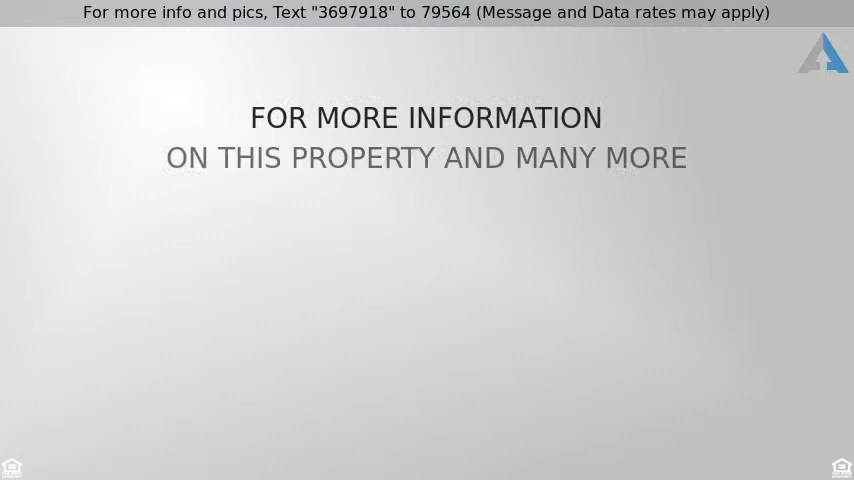 For more info and pics, Text "3697918" to 79564 (Message and Data rates may apply)
FOR MORE INFORMATION
ON THIS PROPERTY AND MANY MORE